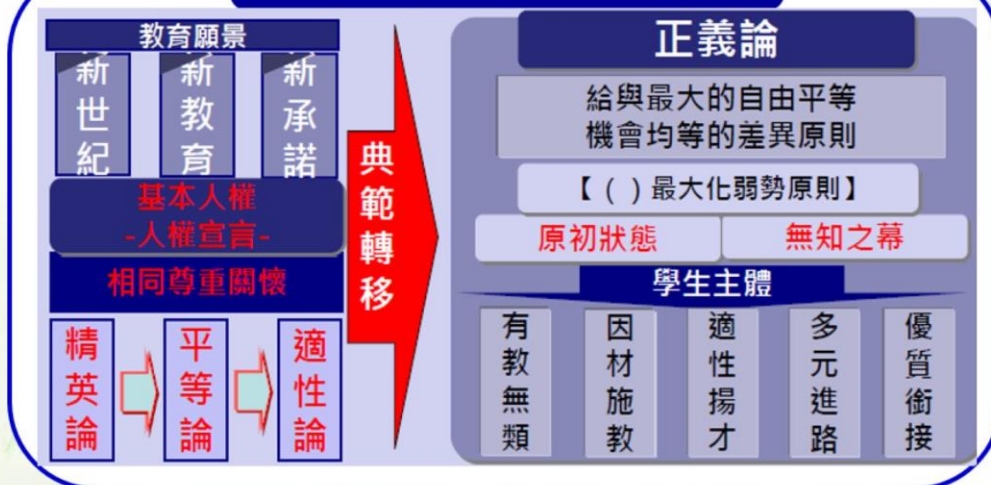 教育願景
新世紀
新教育
新承諾
基本人權
-人權宣言-
相同尊重關懷
精英論
平等論
適性論
典範轉移
正義論
給與最大的自由平等
機會均等的差異原則
【 ( ) 最大化弱勢原則】
原初狀態
無知之幕
學生主體
有教無類
因材施教
適性揚才
多元進路
優質銜接